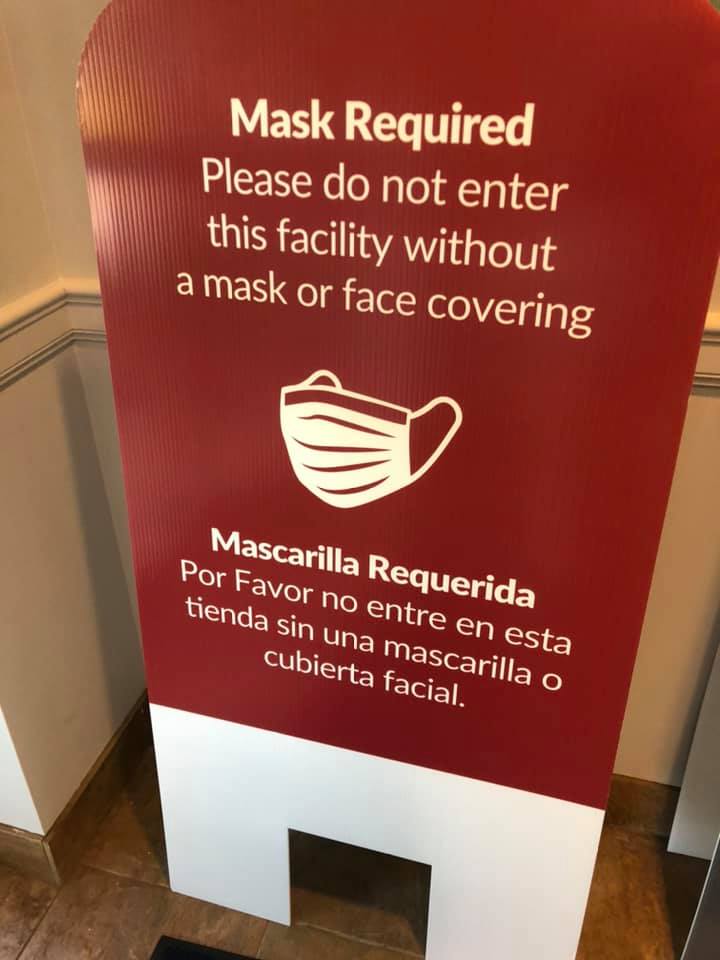 Mask Required
Please do not enter
this facility without
a mask or face covering
Mascarilla Requerida
Por Favor no entre en esta
tienda sin una mascarilla o
cubierta facial.